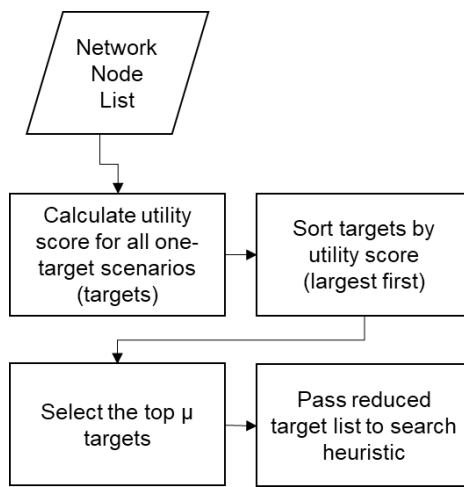 Network
Node
List
Calculate utility
score for all one-
target scenarios
(targets)
Sort targets by
utility score
(largest first)
Select the top μ
targets
Pass reduced
target list to search
heuristic